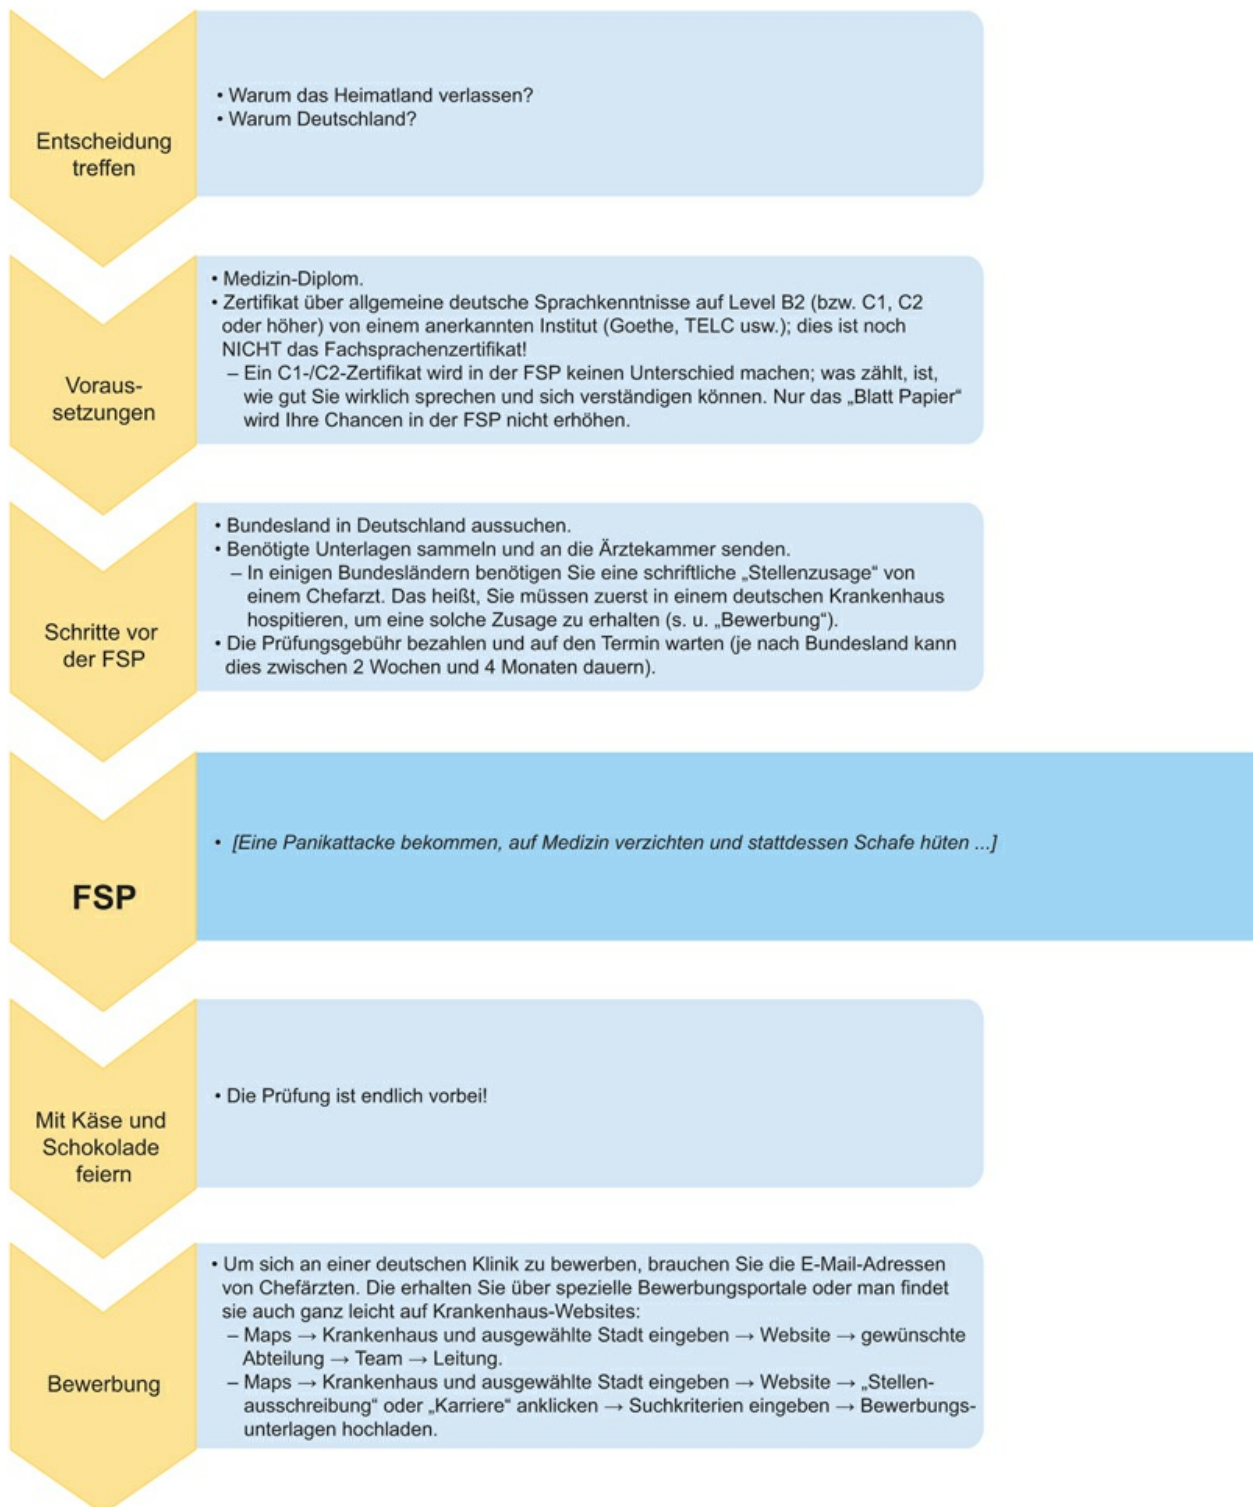 Entscheidung
treffen
• Warum das Heimatland verlassen?
• Warum Deutschland?
Voraus-
setzungen
• Medizin-Diplom.
• Zertifikat über allgemeine deutsche Sprachkenntnisse auf Level B2 (bzw. C1, C2
oder höher) von einem anerkannten Institut (Goethe, TELC usw.); dies ist noch
NICHT das Fachsprachenzertifikat!
– Ein C1-/C2-Zertifikat wird in der FSP keinen Unterschied machen; was zählt, ist,
wie gut Sie wirklich sprechen und sich verständigen können. Nur das „Blatt Papier“
wird Ihre Chancen in der FSP nicht erhöhen.
Schritte vor
der FSP
• Bundesland in Deutschland aussuchen.
• Benötigte Unterlagen sammeln und an die Ärztekammer senden.
– In einigen Bundesländern benötigen Sie eine schriftliche „Stellenzusage“ von
einem Chefarzt. Das heißt, Sie müssen zuerst in einem deutschen Krankenhaus
hospitieren, um eine solche Zusage zu erhalten (s. u. „Bewerbung“).
• Die Prüfungsgebühr bezahlen und auf den Termin warten (je nach Bundesland kann
dies zwischen 2 Wochen und 4 Monaten dauern).
FSP
• [Eine Panikattacke bekommen, auf Medizin verzichten und stattdessen Schafe hüten ...]
Mit Käse und
Schokolade
feiern
• Die Prüfung ist endlich vorbei!
Bewerbung
• Um sich an einer deutschen Klinik zu bewerben, brauchen Sie die E-Mail-Adressen
von Chefärzten. Die erhalten Sie über spezielle Bewerbungsportale oder man findet
sie auch ganz leicht auf Krankenhaus-Websites:
– Maps → Krankenhaus und ausgewählte Stadt eingeben → Website → gewünschte
Abteilung → Team → Leitung.
– Maps → Krankenhaus und ausgewählte Stadt eingeben → Website → „Stellen-
ausschreibung“ oder „Karriere“ anklicken → Suchkriterien eingeben → Bewerbungs-
unterlagen hochladen.